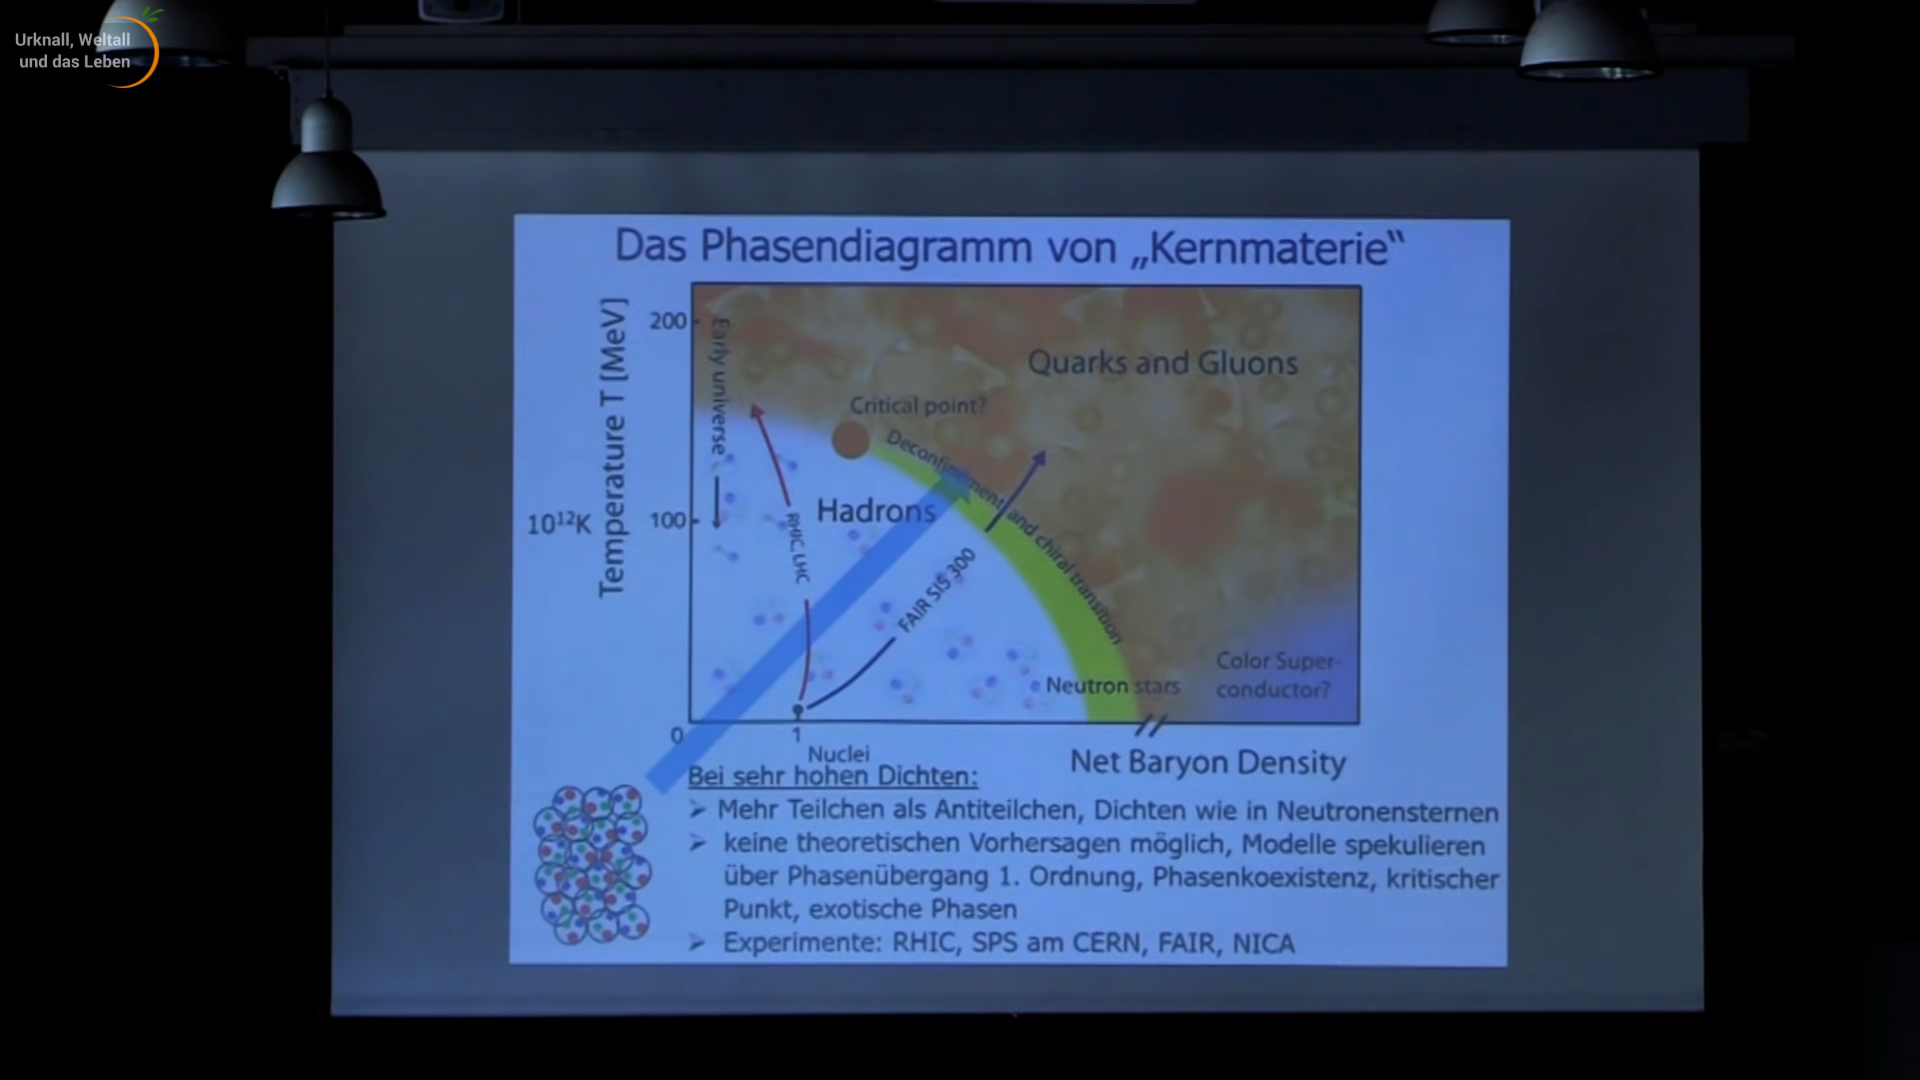 Urknall, Weltall
und das Leben
Das Phasendiagramm von „Kernmaterie“
Temperature T [MeV]
200
10¹²K
100
0
Early universe
Quarks and Gluons
Critical point?
Deconfinement and chiral transition
Hadrons
RHIC, LHC
FAIR SIS 300
Color Super-
conductor?
Neutron stars
1
Nuclei
Net Baryon Density
Bei sehr hohen Dichten:
➢ Mehr Teilchen als Antiteilchen, Dichten wie in Neutronensternen
➢ keine theoretischen Vorhersagen möglich, Modelle spekulieren
über Phasenübergang 1. Ordnung, Phasenkoexistenz, kritischer
Punkt, exotische Phasen
➢ Experimente: RHIC, SPS am CERN, FAIR, NICA